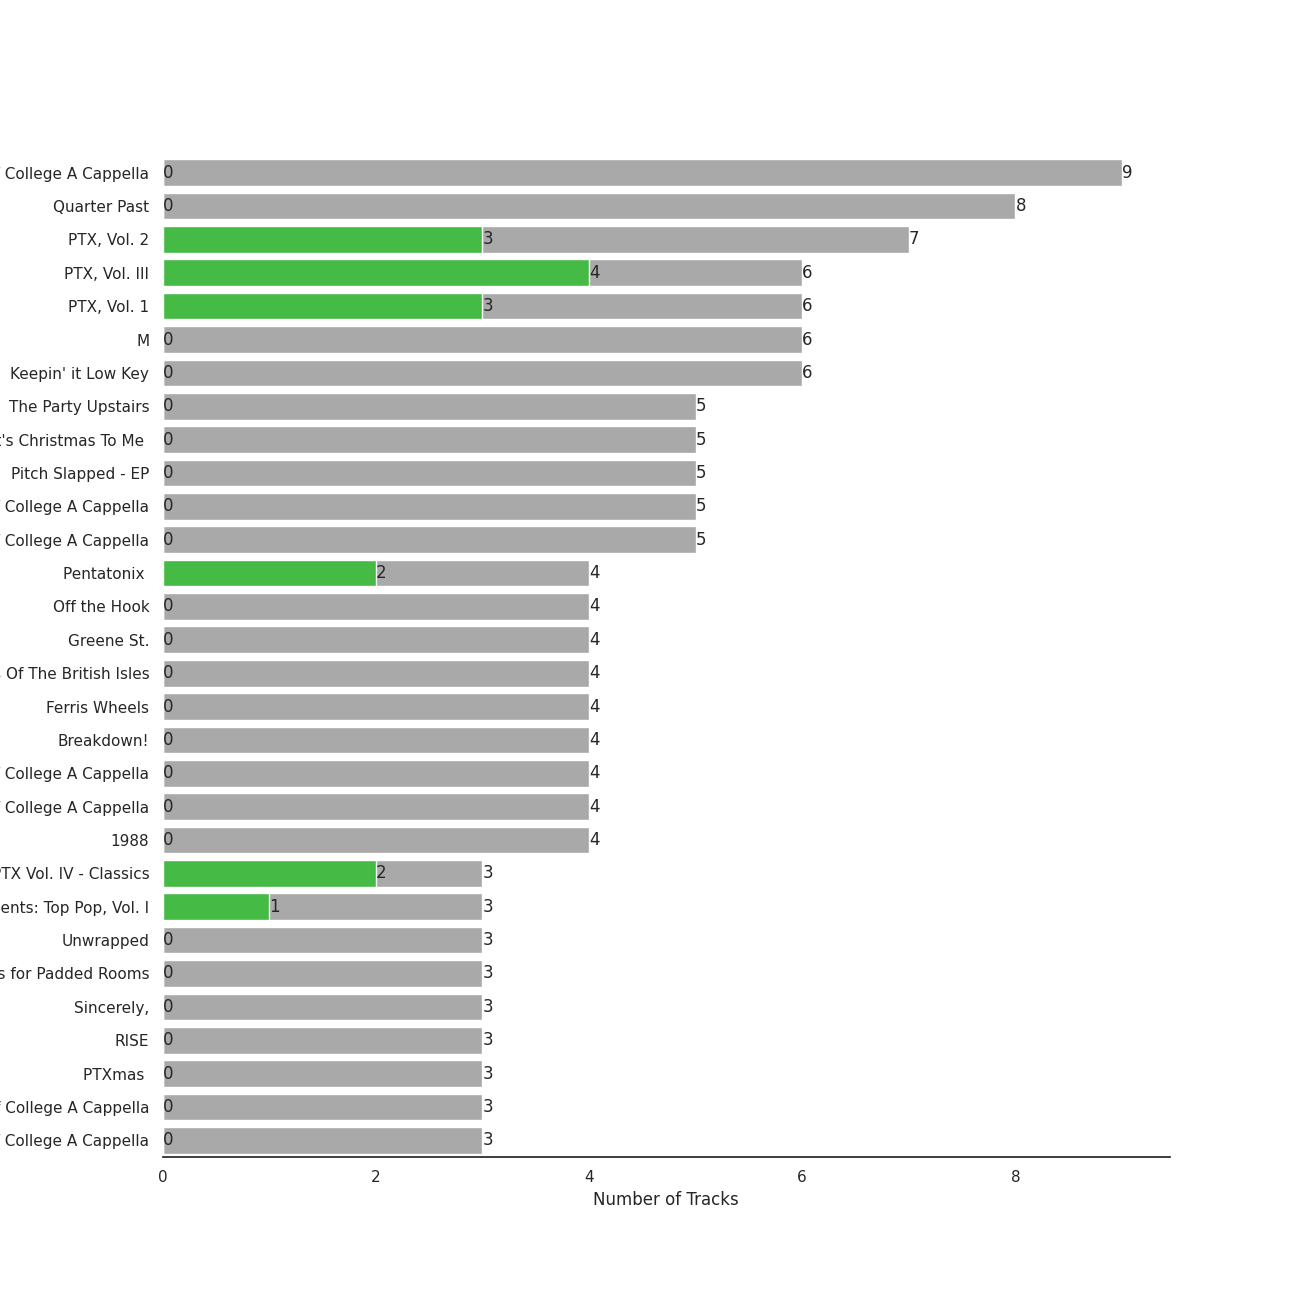 College A Cappella 0 9
Quarter Past 0 8
PTX, Vol. 2 3 7
PTX, Vol. III 4 6
PTX, Vol. 1 3 6
M 0 6
Keepin' it Low Key 0 6
The Party Upstairs 0 5
's Christmas To Me 0 5
Pitch Slapped - EP 0 5
College A Cappella 0 5
College A Cappella 0 5
Pentatonix 2 4
Off the Hook 0 4
Greene St. 0 4
Of The British Isles 0 4
Ferris Wheels 0 4
Breakdown! 0 4
College A Cappella 0 4
College A Cappella 0 4
1988 0 4
PTX Vol. IV - Classics 2 3
ents: Top Pop, Vol. I 1 3
Unwrapped 0 3
s for Padded Rooms 0 3
Sincerely, 0 3
RISE 0 3
PTXmas 0 3
College A Cappella 0 3
College A Cappella 0 3
0 2 4 6 8
Number of Tracks